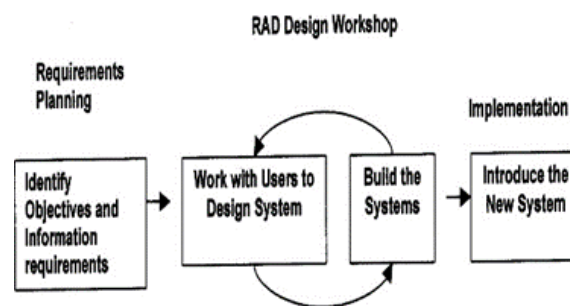 RAD Design Workshop
Requirements
Planning
Implementation
Identify
Objectives and
Information
requirements
Work with Users to
Design System
Build the
Systems
Introduce the
New System